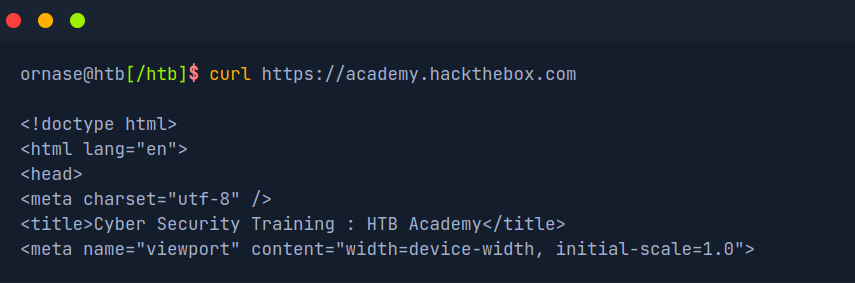 ornase@htb[/htb]$ curl https://academy.hackthebox.com
<!doctype html>
<html lang="en">
<head>
<meta charset="utf-8" />
<title>Cyber Security Training : HTB Academy</title>
<meta name="viewport" content="width=device-width, initial-scale=1.0">